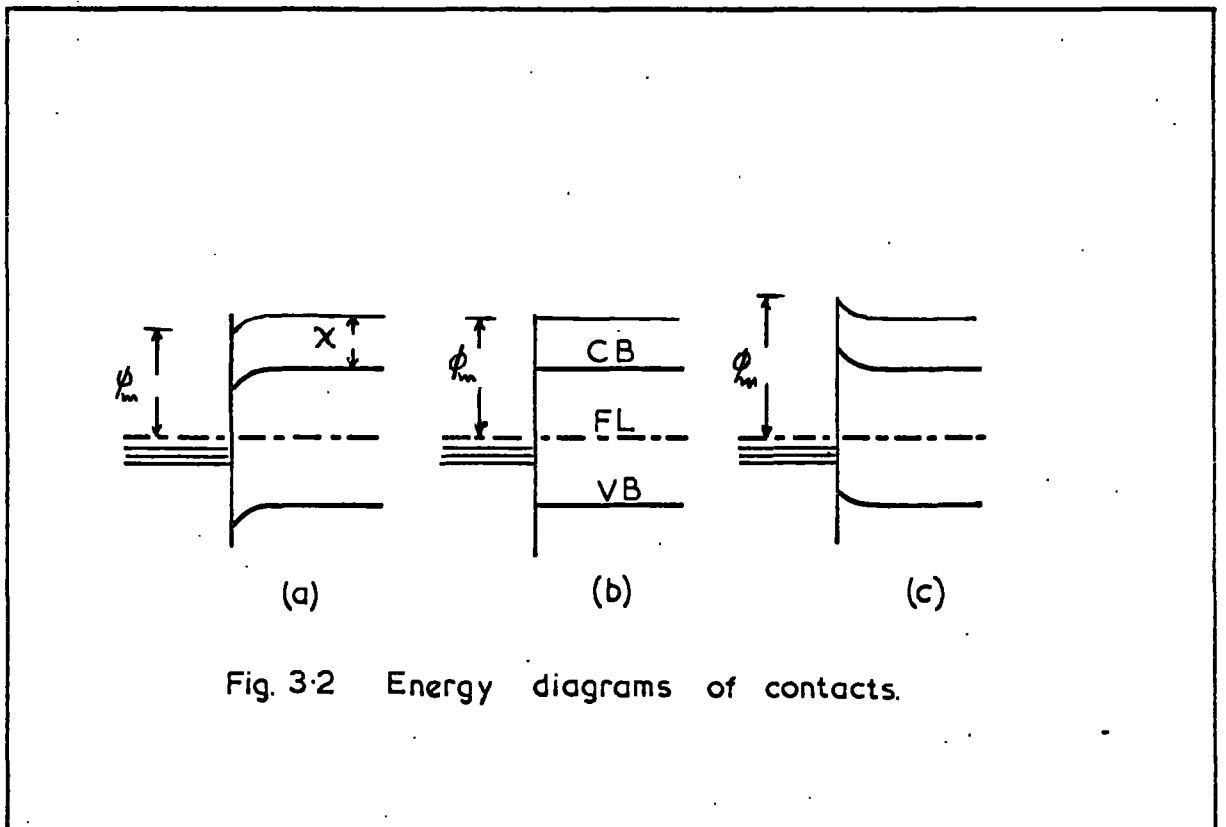 χ
ϕm
CB
ϕm
FL
VB
ϕm
(a)
(b)
(c)
Fig. 3·2 Energy diagrams of contacts.